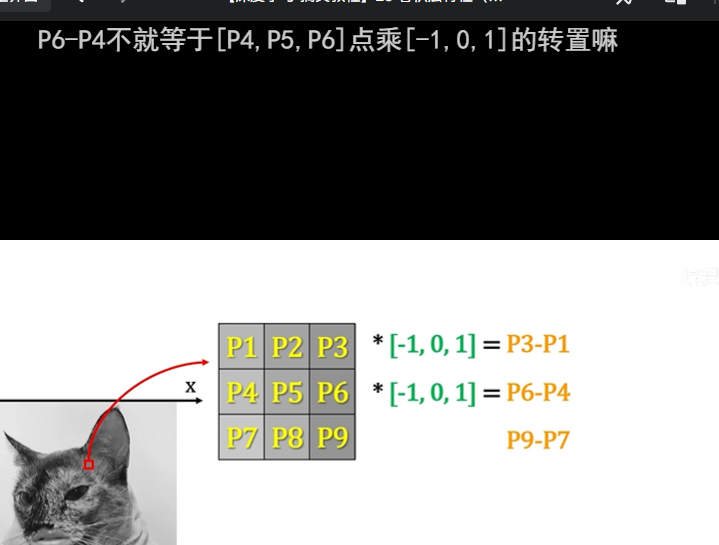 P6-P4不就等于[P4,P5,P6]点乘[-1,0,1]的转置嘛
P1 P2 P3 *[-1, 0, 1] = P3-P1
x
P4 P5 P6 *[-1, 0, 1] = P6-P4
P7 P8 P9 P9-P7